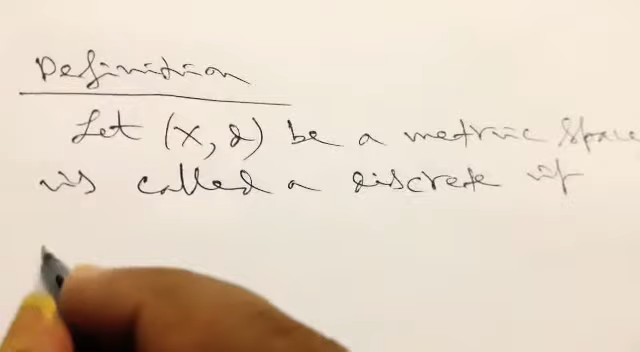 Definition
Let (X, d) be a metric space
is called a discrete if